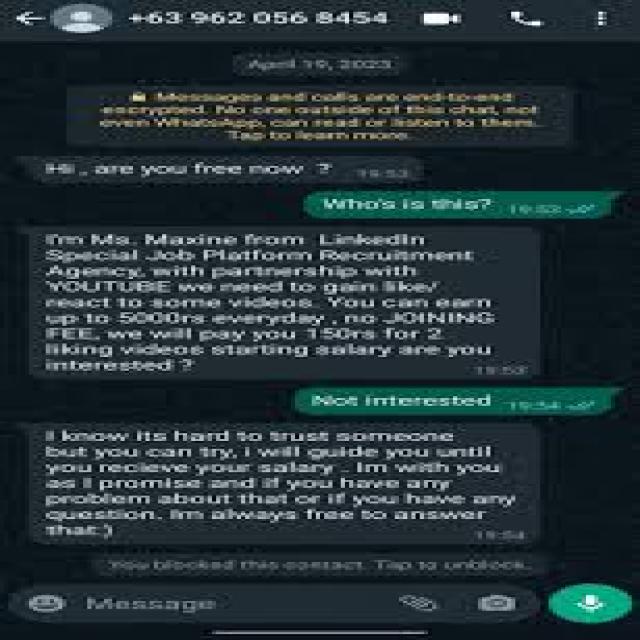 +63 962 056 8454
April 19, 2023
Messages and calls are end-to-end
encrypted. No one outside of this chat, not
even WhatsApp, can read or listen to them.
Tap to learn more.
Hi , are you free now ? 19:53
Who's is this? 19:53
I'm Ms. Maxine from LinkedIn
Special Job Platform Recruitment
Agency, with partnership with
YOUTUBE we need to gain like/
react to some videos. You can earn
up to 5000rs everyday , no JOINING
FEE, we will pay you 150rs for 2
liking videos starting salary are you
interested ? 19:53
Not interested 19:54
I know its hard to trust someone
but you can try, i will guide you until
you recieve your salary . Im with you
as I promise and if you have any
problem about that or if you have any
question. Im always free to answer
that:) 19:54
You blocked this contact. Tap to unblock.
Message